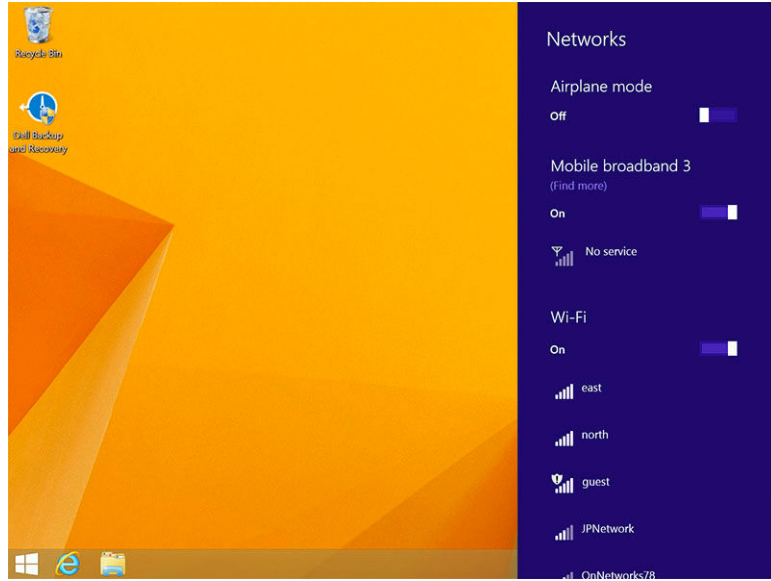 Recycle Bin
Dell Backup
and Recovery
Networks
Airplane mode
Off
Mobile broadband 3
(Find more)
On
No service
Wi-Fi
On
east
north
guest
JPNetwork
OnNetworks78